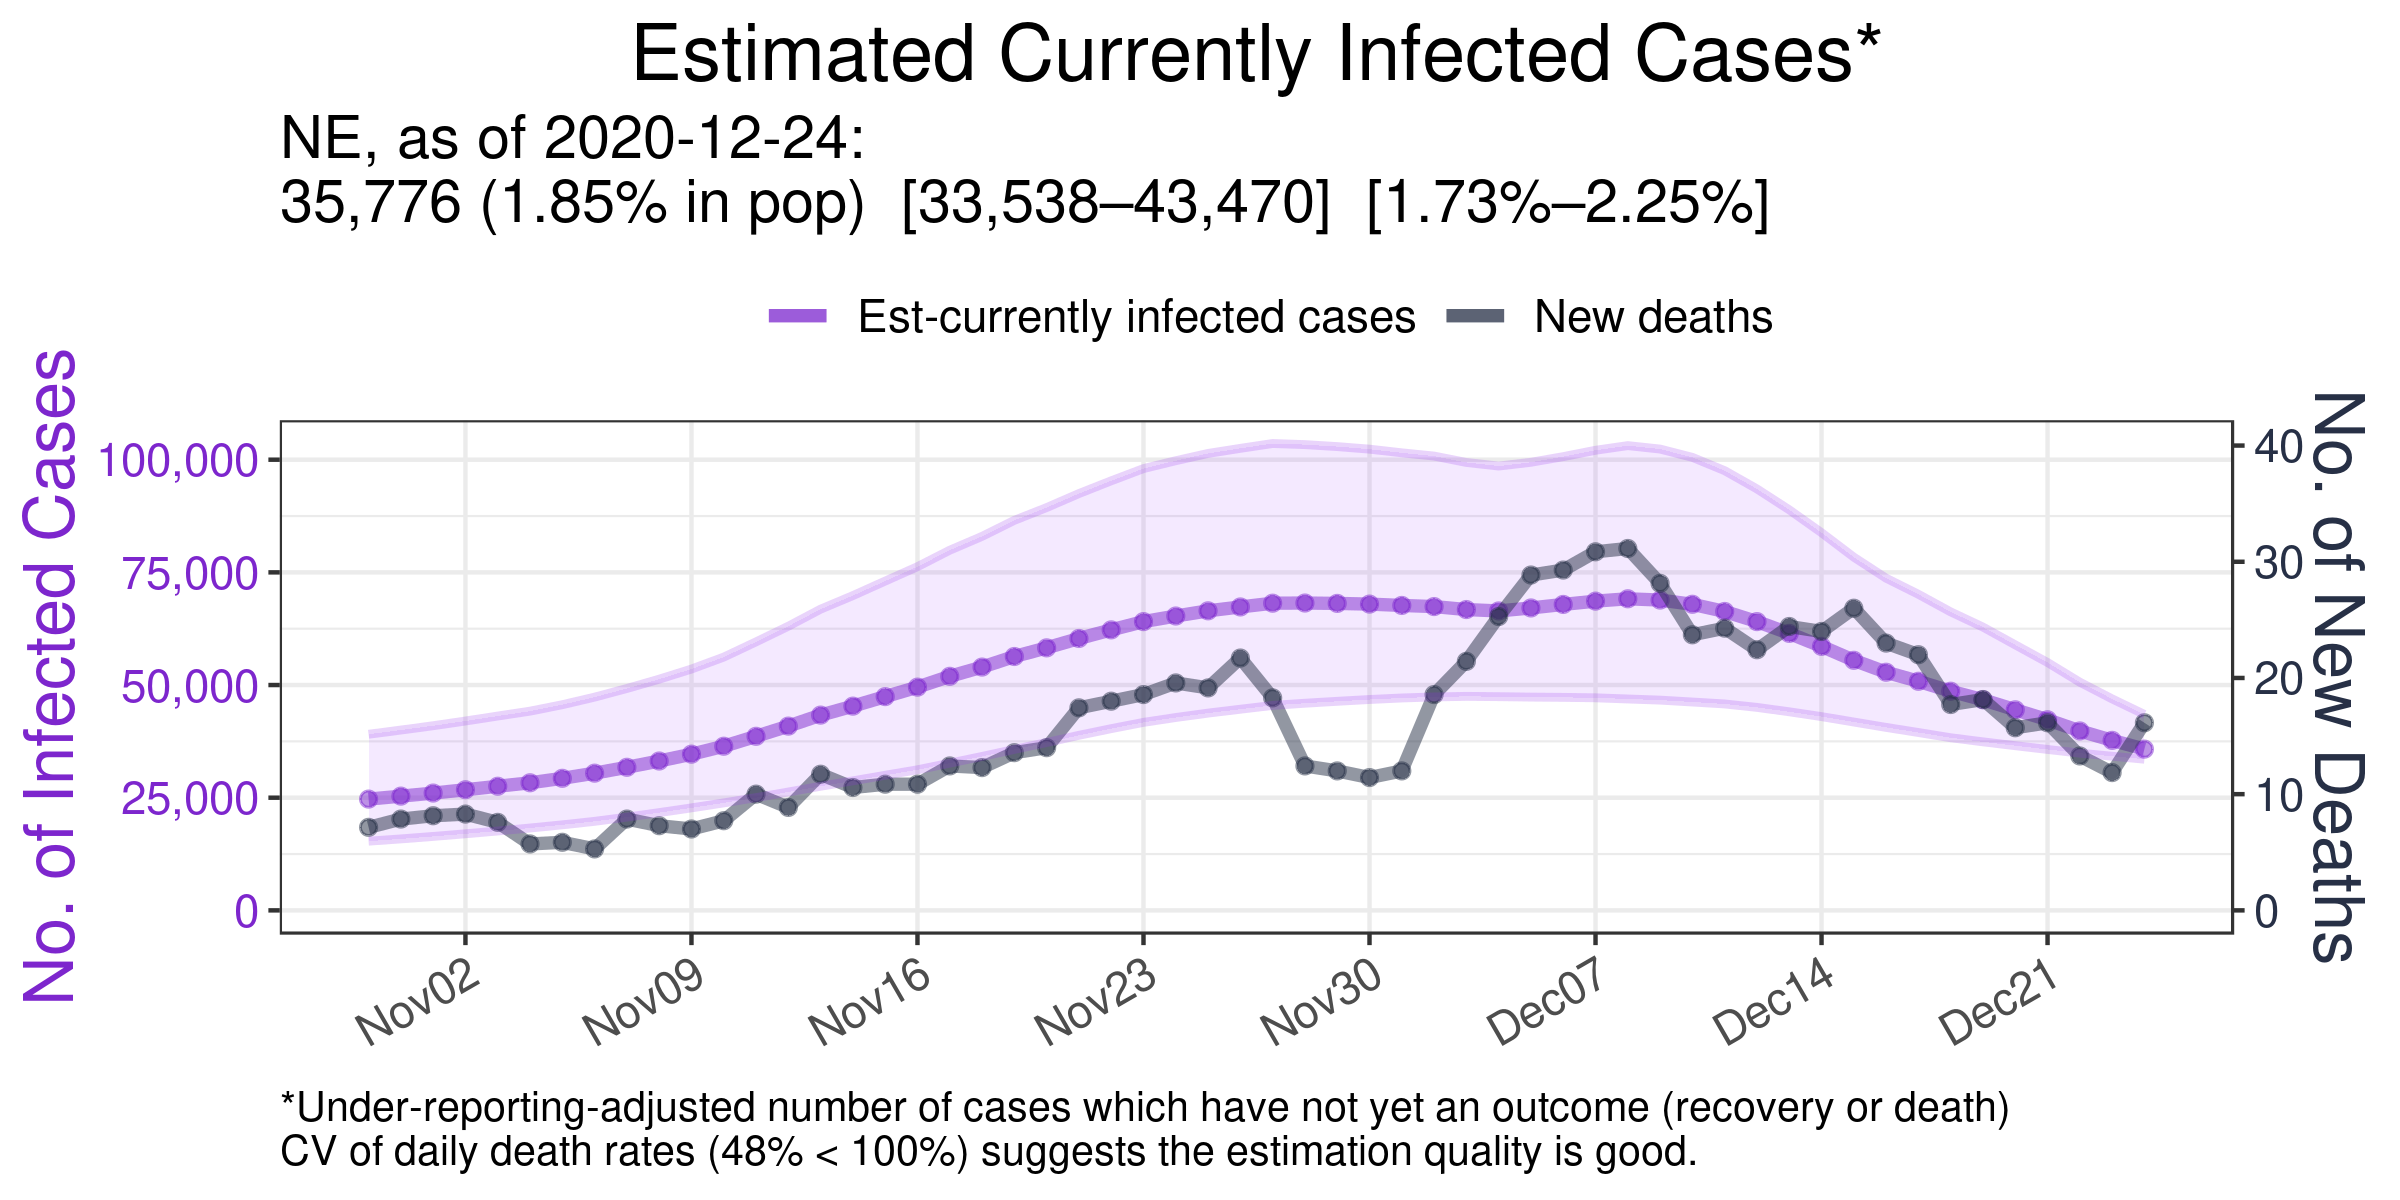 Estimated Currently Infected Cases*
NE, as of 2020-12-24:
35,776 (1.85% in pop)  [33,538–43,470]  [1.73%–2.25%]
Est-currently infected cases
New deaths
No. of Infected Cases
100,000
75,000
50,000
25,000
0
No. of New Deaths
40
30
20
10
0
Nov02
Nov09
Nov16
Nov23
Nov30
Dec07
Dec14
Dec21
*Under-reporting-adjusted number of cases which have not yet an outcome (recovery or death)
CV of daily death rates (48% < 100%) suggests the estimation quality is good.